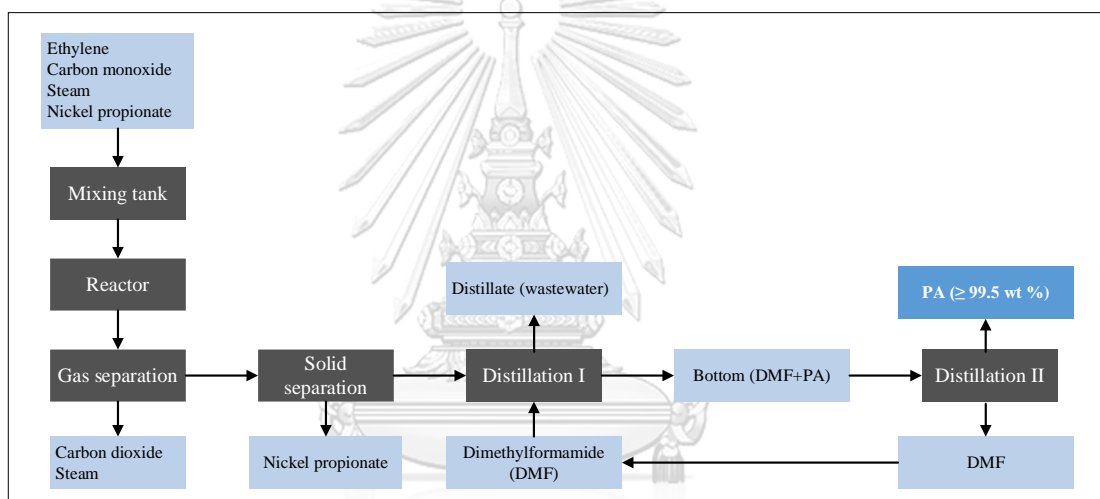 Ethylene
Carbon monoxide
Steam
Nickel propionate
Mixing tank
Reactor
Distillate (wastewater)
PA (≥ 99.5 wt %)
Gas separation
Solid
separation
Distillation I
Bottom (DMF+PA)
Distillation II
Carbon dioxide
Steam
Nickel propionate
Dimethylformamide
(DMF)
DMF